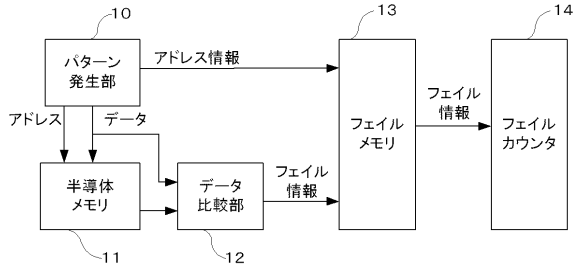 10
13
14
パターン
発生部
アドレス情報
アドレス
データ
フェイル
メモリ
フェイル
情報
フェイル
カウンタ
半導体
メモリ
データ
比較部
フェイル
情報
11
12